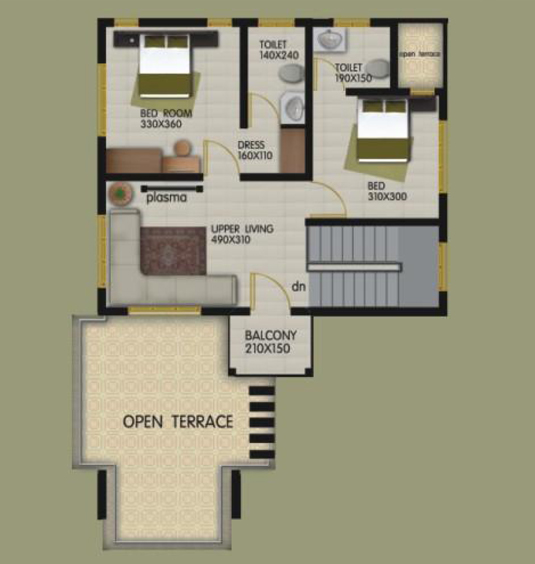 TOILET
140X240
TOILET
190X150
open terrace
BED ROOM
330X360
DRESS
160X110
BED
310X300
plasma
UPPER LIVING
490X310
dn
BALCONY
210X150
OPEN TERRACE